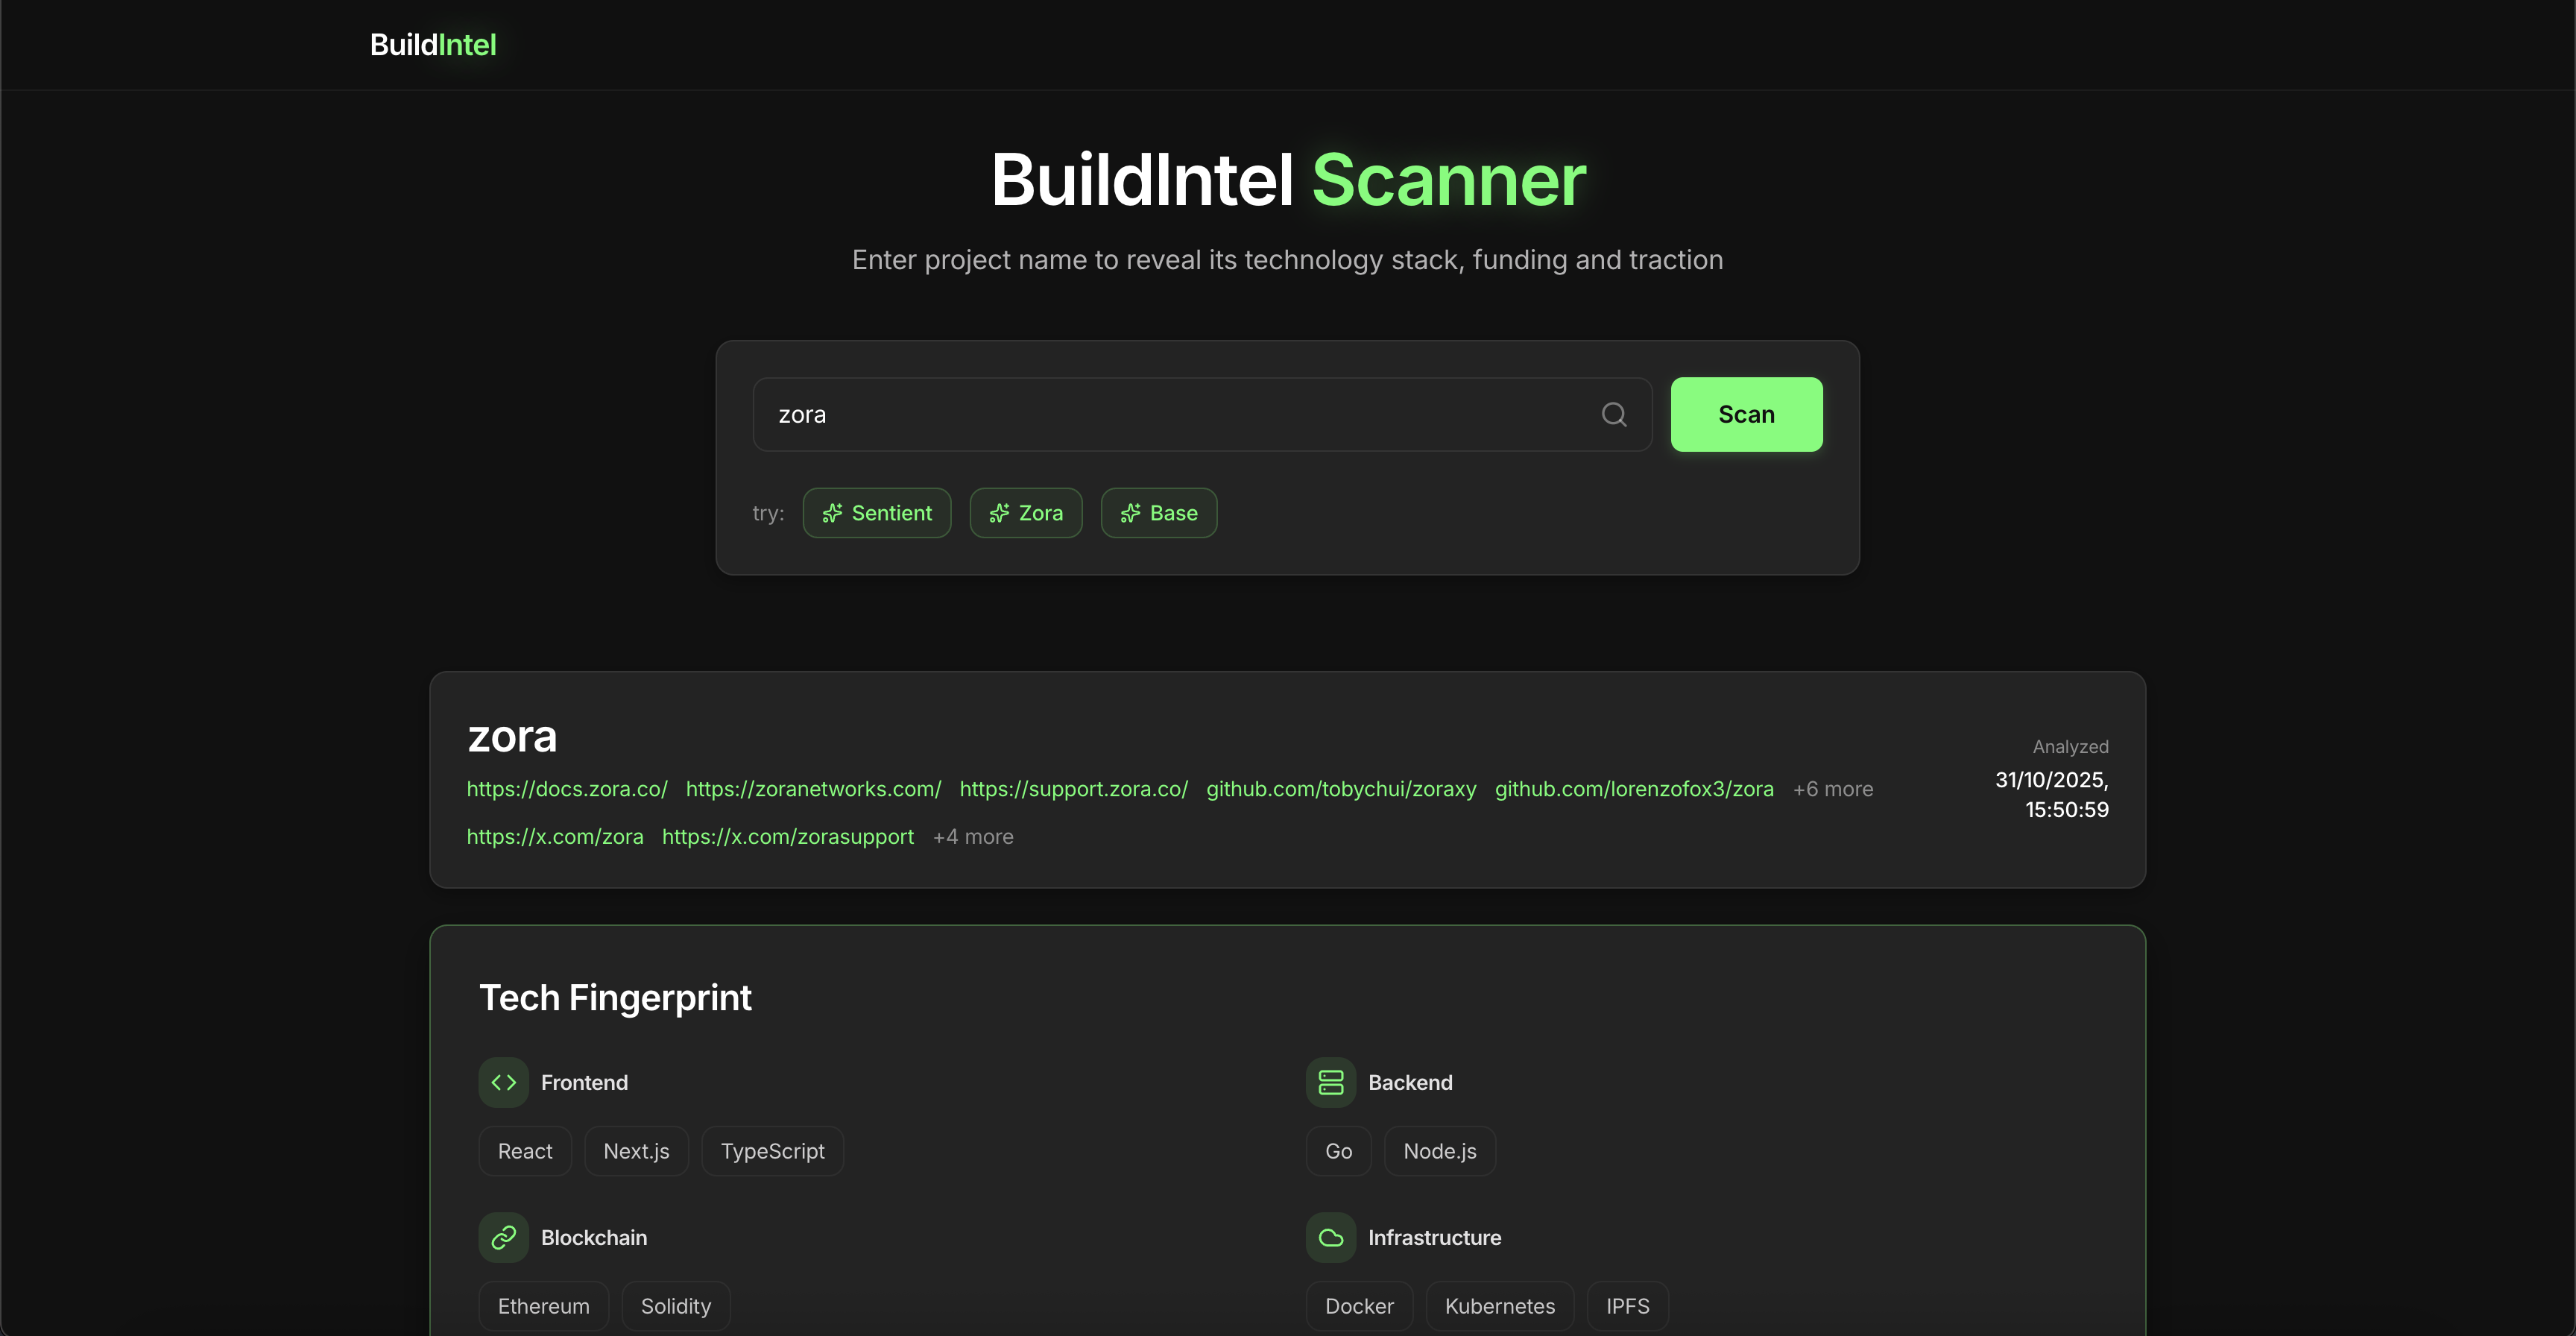 BuildIntel
BuildIntel Scanner
Enter project name to reveal its technology stack, funding and traction
zora
Scan
try: Sentient Zora Base
zora
https://docs.zora.co/ https://zoranetworks.com/ https://support.zora.co/ github.com/tobychui/zoraxy github.com/lorenzofox3/zora +6 more
https://x.com/zora https://x.com/zorasupport +4 more
Analyzed
31/10/2025,
15:50:59
Tech Fingerprint
Frontend
React Next.js TypeScript
Backend
Go Node.js
Blockchain
Ethereum Solidity
Infrastructure
Docker Kubernetes IPFS